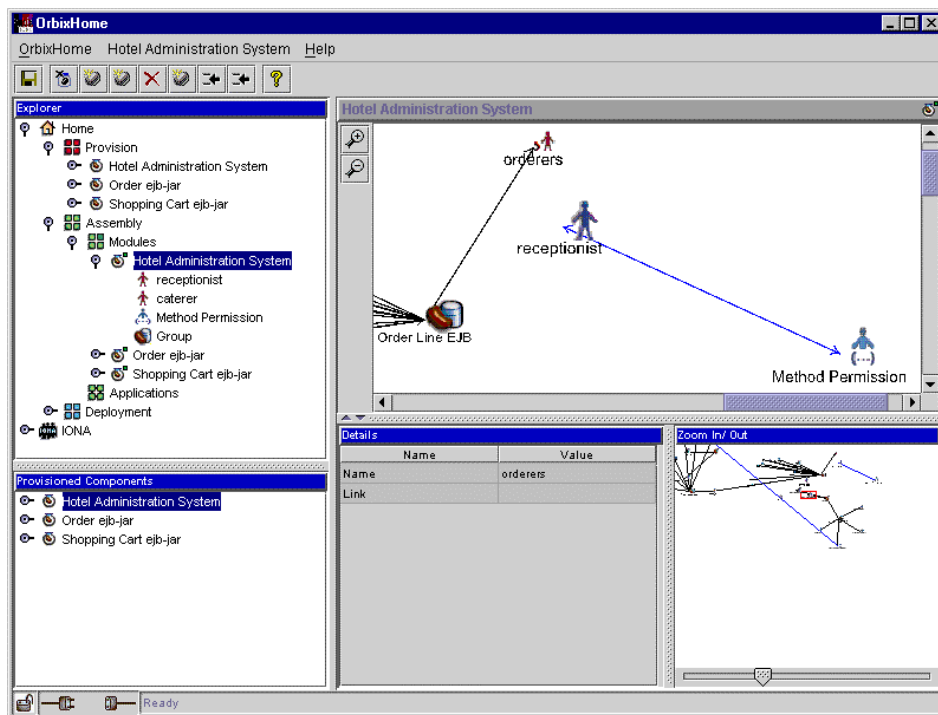 OrbixHome
OrbixHome Hotel Administration System Help
Explorer
Home
Provision
Hotel Administration System
Order ejb-jar
Shopping Cart ejb-jar
Assembly
Modules
Hotel Administration System
receptionist
caterer
Method Permission
Group
Order ejb-jar
Shopping Cart ejb-jar
Applications
Deployment
IONA
Provisioned Components
Hotel Administration System
Order ejb-jar
Shopping Cart ejb-jar
Hotel Administration System
orderers
receptionist
Order Line EJB
Method Permission
Details
Name Value
Name orderers
Link
Zoom In/ Out
Ready